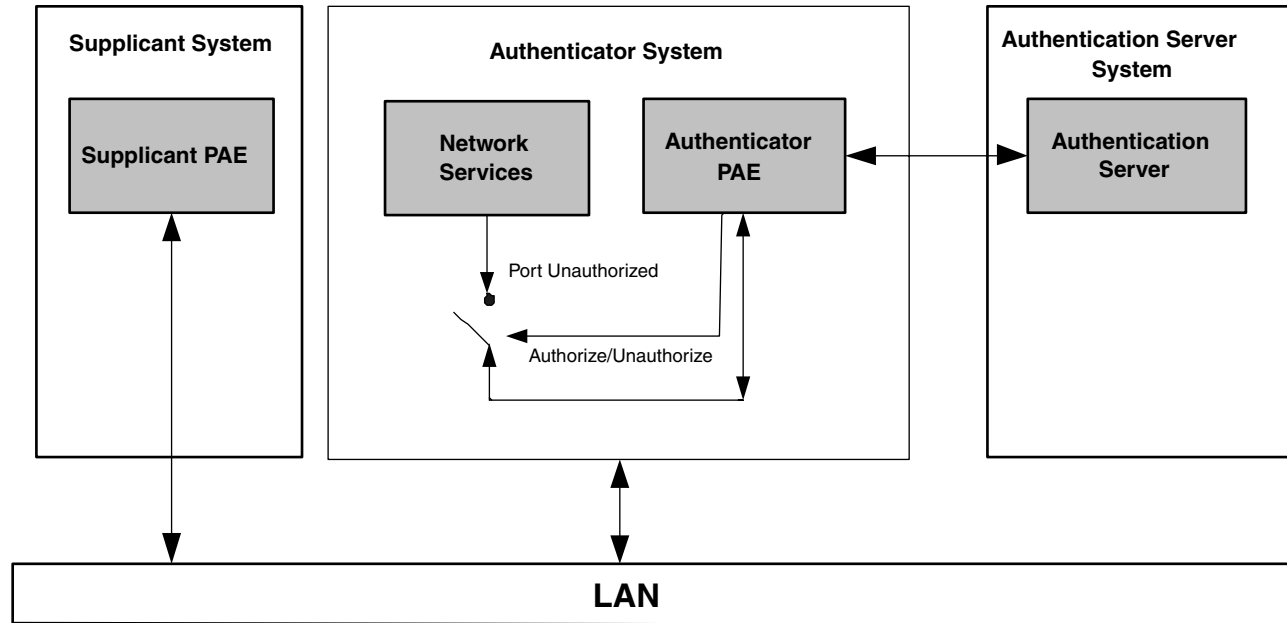 Supplicant System
Supplicant PAE
Authenticator System
Network
Services
Authenticator
PAE
Port Unauthorized
Authorize/Unauthorize
Authentication Server
System
Authentication
Server
LAN